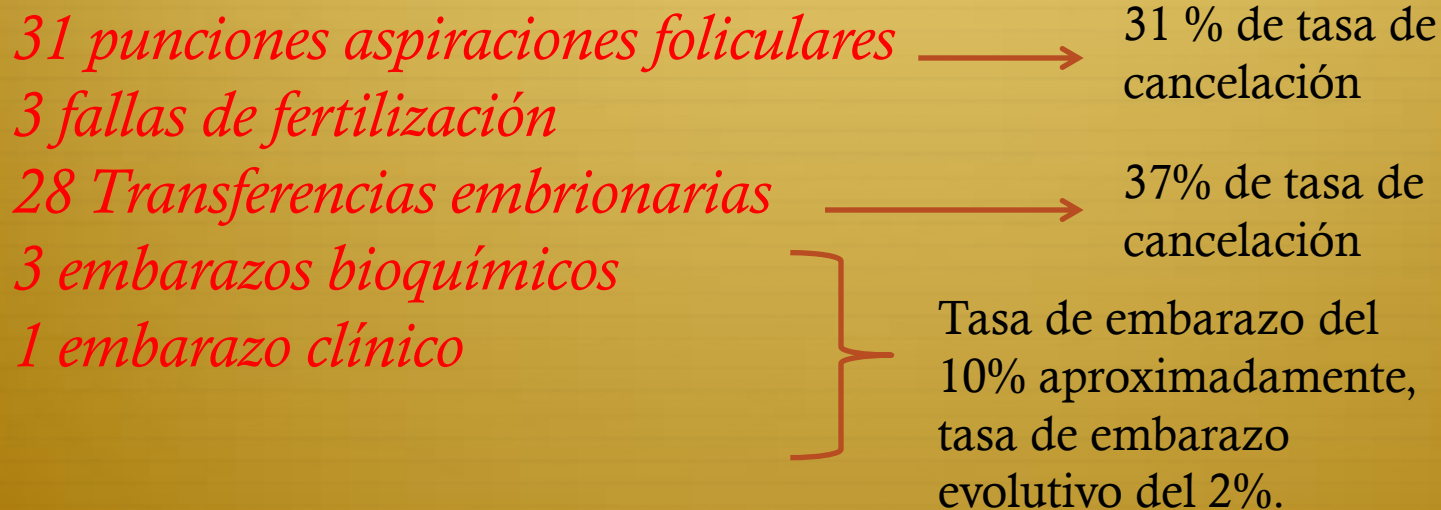 31 punciones aspiraciones foliculares
31 % de tasa de
cancelación
3 fallas de fertilización
28 Transferencias embrionarias
37% de tasa de
cancelación
3 embarazos bioquímicos
1 embarazo clínico
Tasa de embarazo del
10% aproximadamente,
tasa de embarazo
evolutivo del 2%.